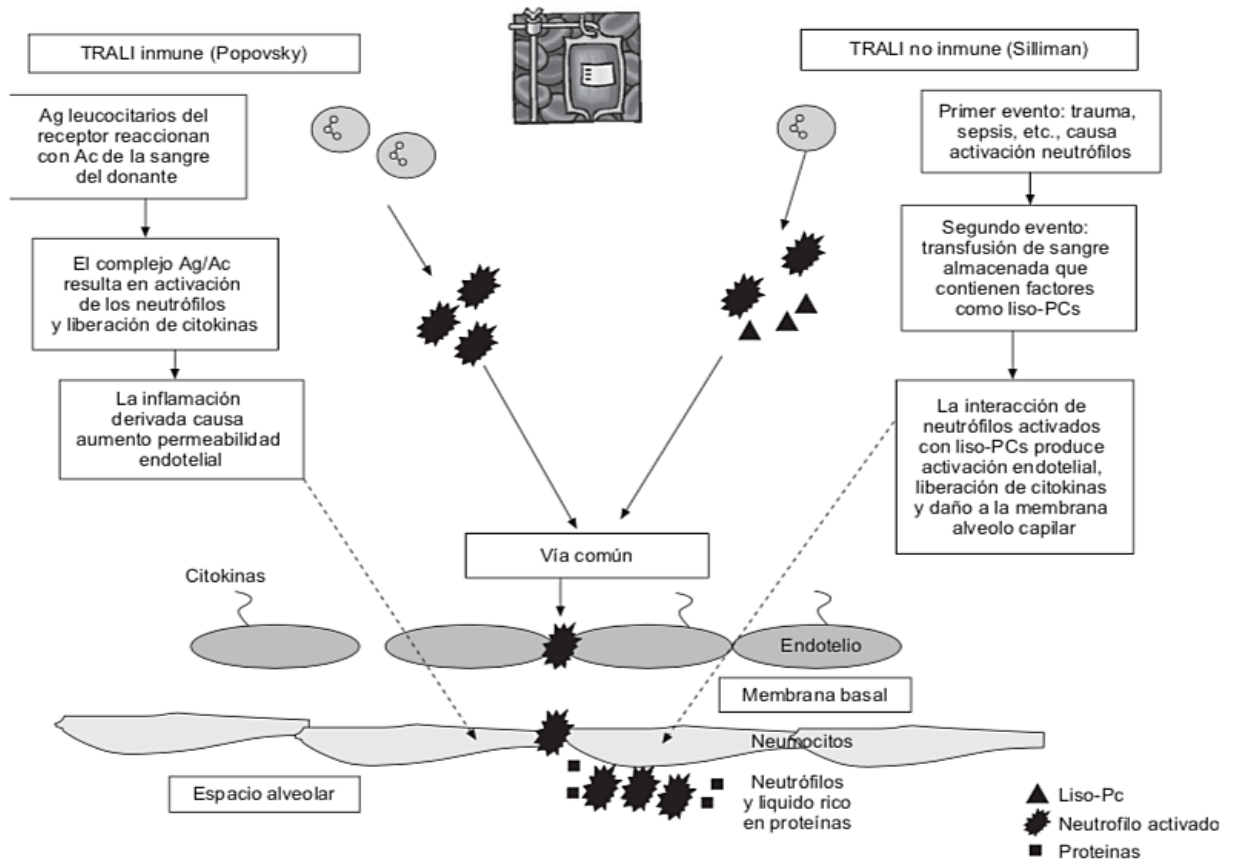 TRALI inmune (Popovsky)
Ag leucocitarios del
receptor reaccionan
con Ac de la sangre
del donante
El complejo Ag/Ac
resulta en activación
de los neutrófilos
y liberación de citokinas
La inflamación
derivada causa
aumento permeabilidad
endotelial
TRALI no inmune (Silliman)
Primer evento: trauma,
sepsis, etc., causa
activación neutrófilos
Segundo evento:
transfusión de sangre
almacenada que
contienen factores
como liso-PCs
La interacción de
neutrófilos activados
con liso-PCs produce
activación endotelial,
liberación de citokinas
y daño a la membrana
alveolo capilar
Vía común
Citokinas
Endotelio
Membrana basal
Neumocitos
Espacio alveolar
Neutrófilos
y liquido rico
en proteínas
Liso-Pc
Neutrofilo activado
Proteinas